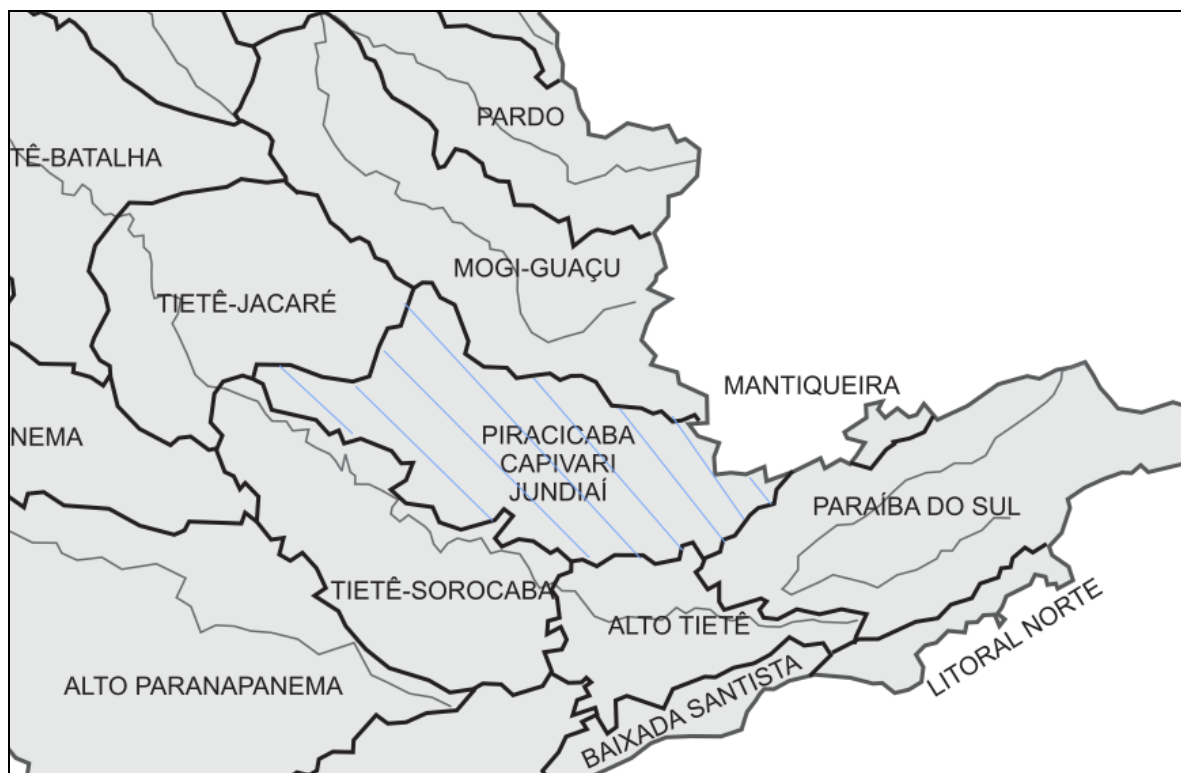 PARDO
TÊ-BATALHA
MOGI-GUAÇU
TIETÊ-JACARÉ
MANTIQUEIRA
NEMA
PIRACICABA
CAPIVARI
JUNDIAÍ
PARAÍBA DO SUL
TIETÊ-SOROCABA
ALTO TIETÊ
LITORAL NORTE
ALTO PARANAPANEMA
BAIXADA SANTISTA